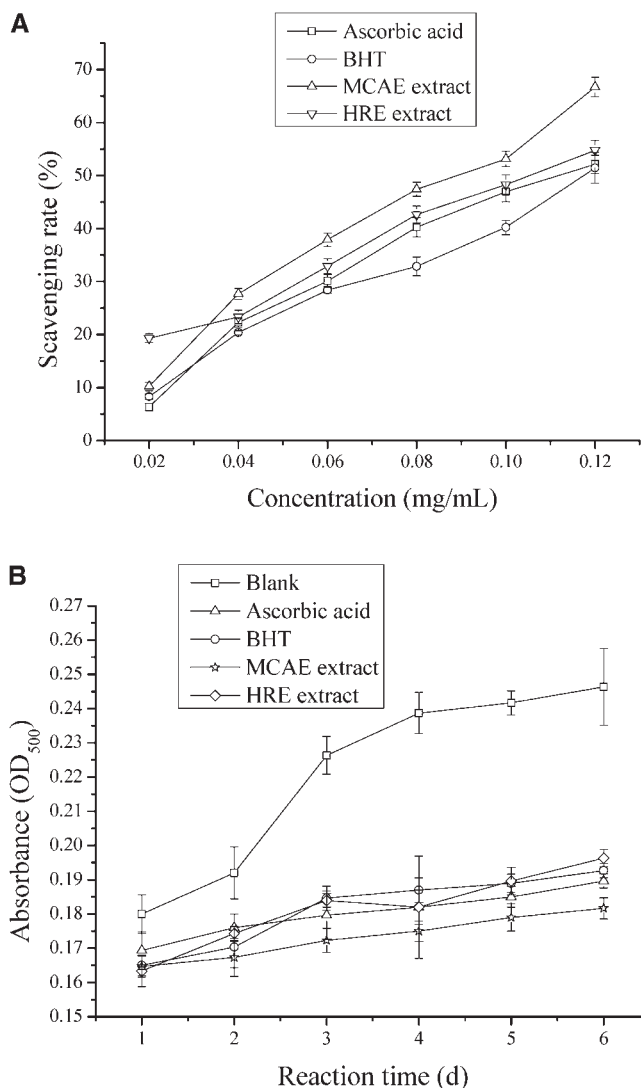 A
Ascorbic acid
BHT
MCAE extract
HRE extract
70
60
50
40
30
20
10
0
Scavenging rate (%)
0.02 0.04 0.06 0.08 0.10 0.12
Concentration (mg/mL)
B
Blank
Ascorbic acid
BHT
MCAE extract
HRE extract
0.27
0.26
0.25
0.24
0.23
0.22
0.21
0.20
0.19
0.18
0.17
0.16
0.15
Absorbance (OD500)
1 2 3 4 5 6
Reaction time (d)